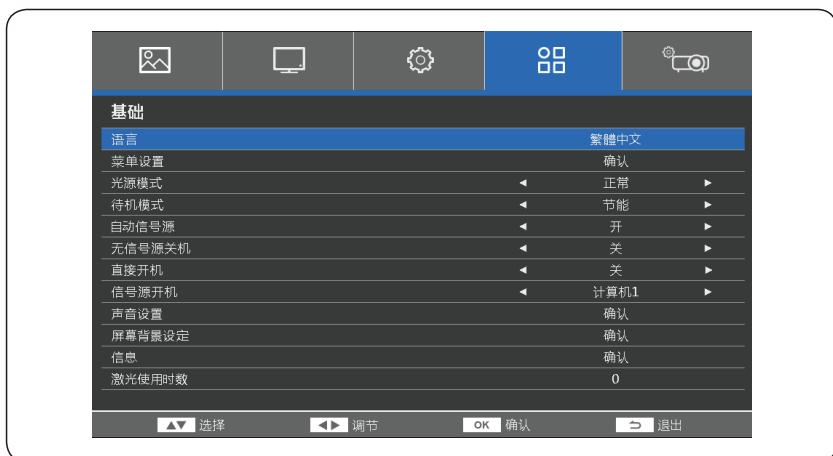 基础
语言 繁體中文
菜单设置 确认
光源模式 ◄ 正常 ►
待机模式 ◄ 节能 ►
自动信号源 ◄ 开 ►
无信号源关机 ◄ 关 ►
直接开机 ◄ 关 ►
信号源开机 ◄ 计算机1 ►
声音设置 确认
屏幕背景设定 确认
信息 确认
激光使用时数 0
▲▼ 选择 ◄► 调节 OK 确认 退出